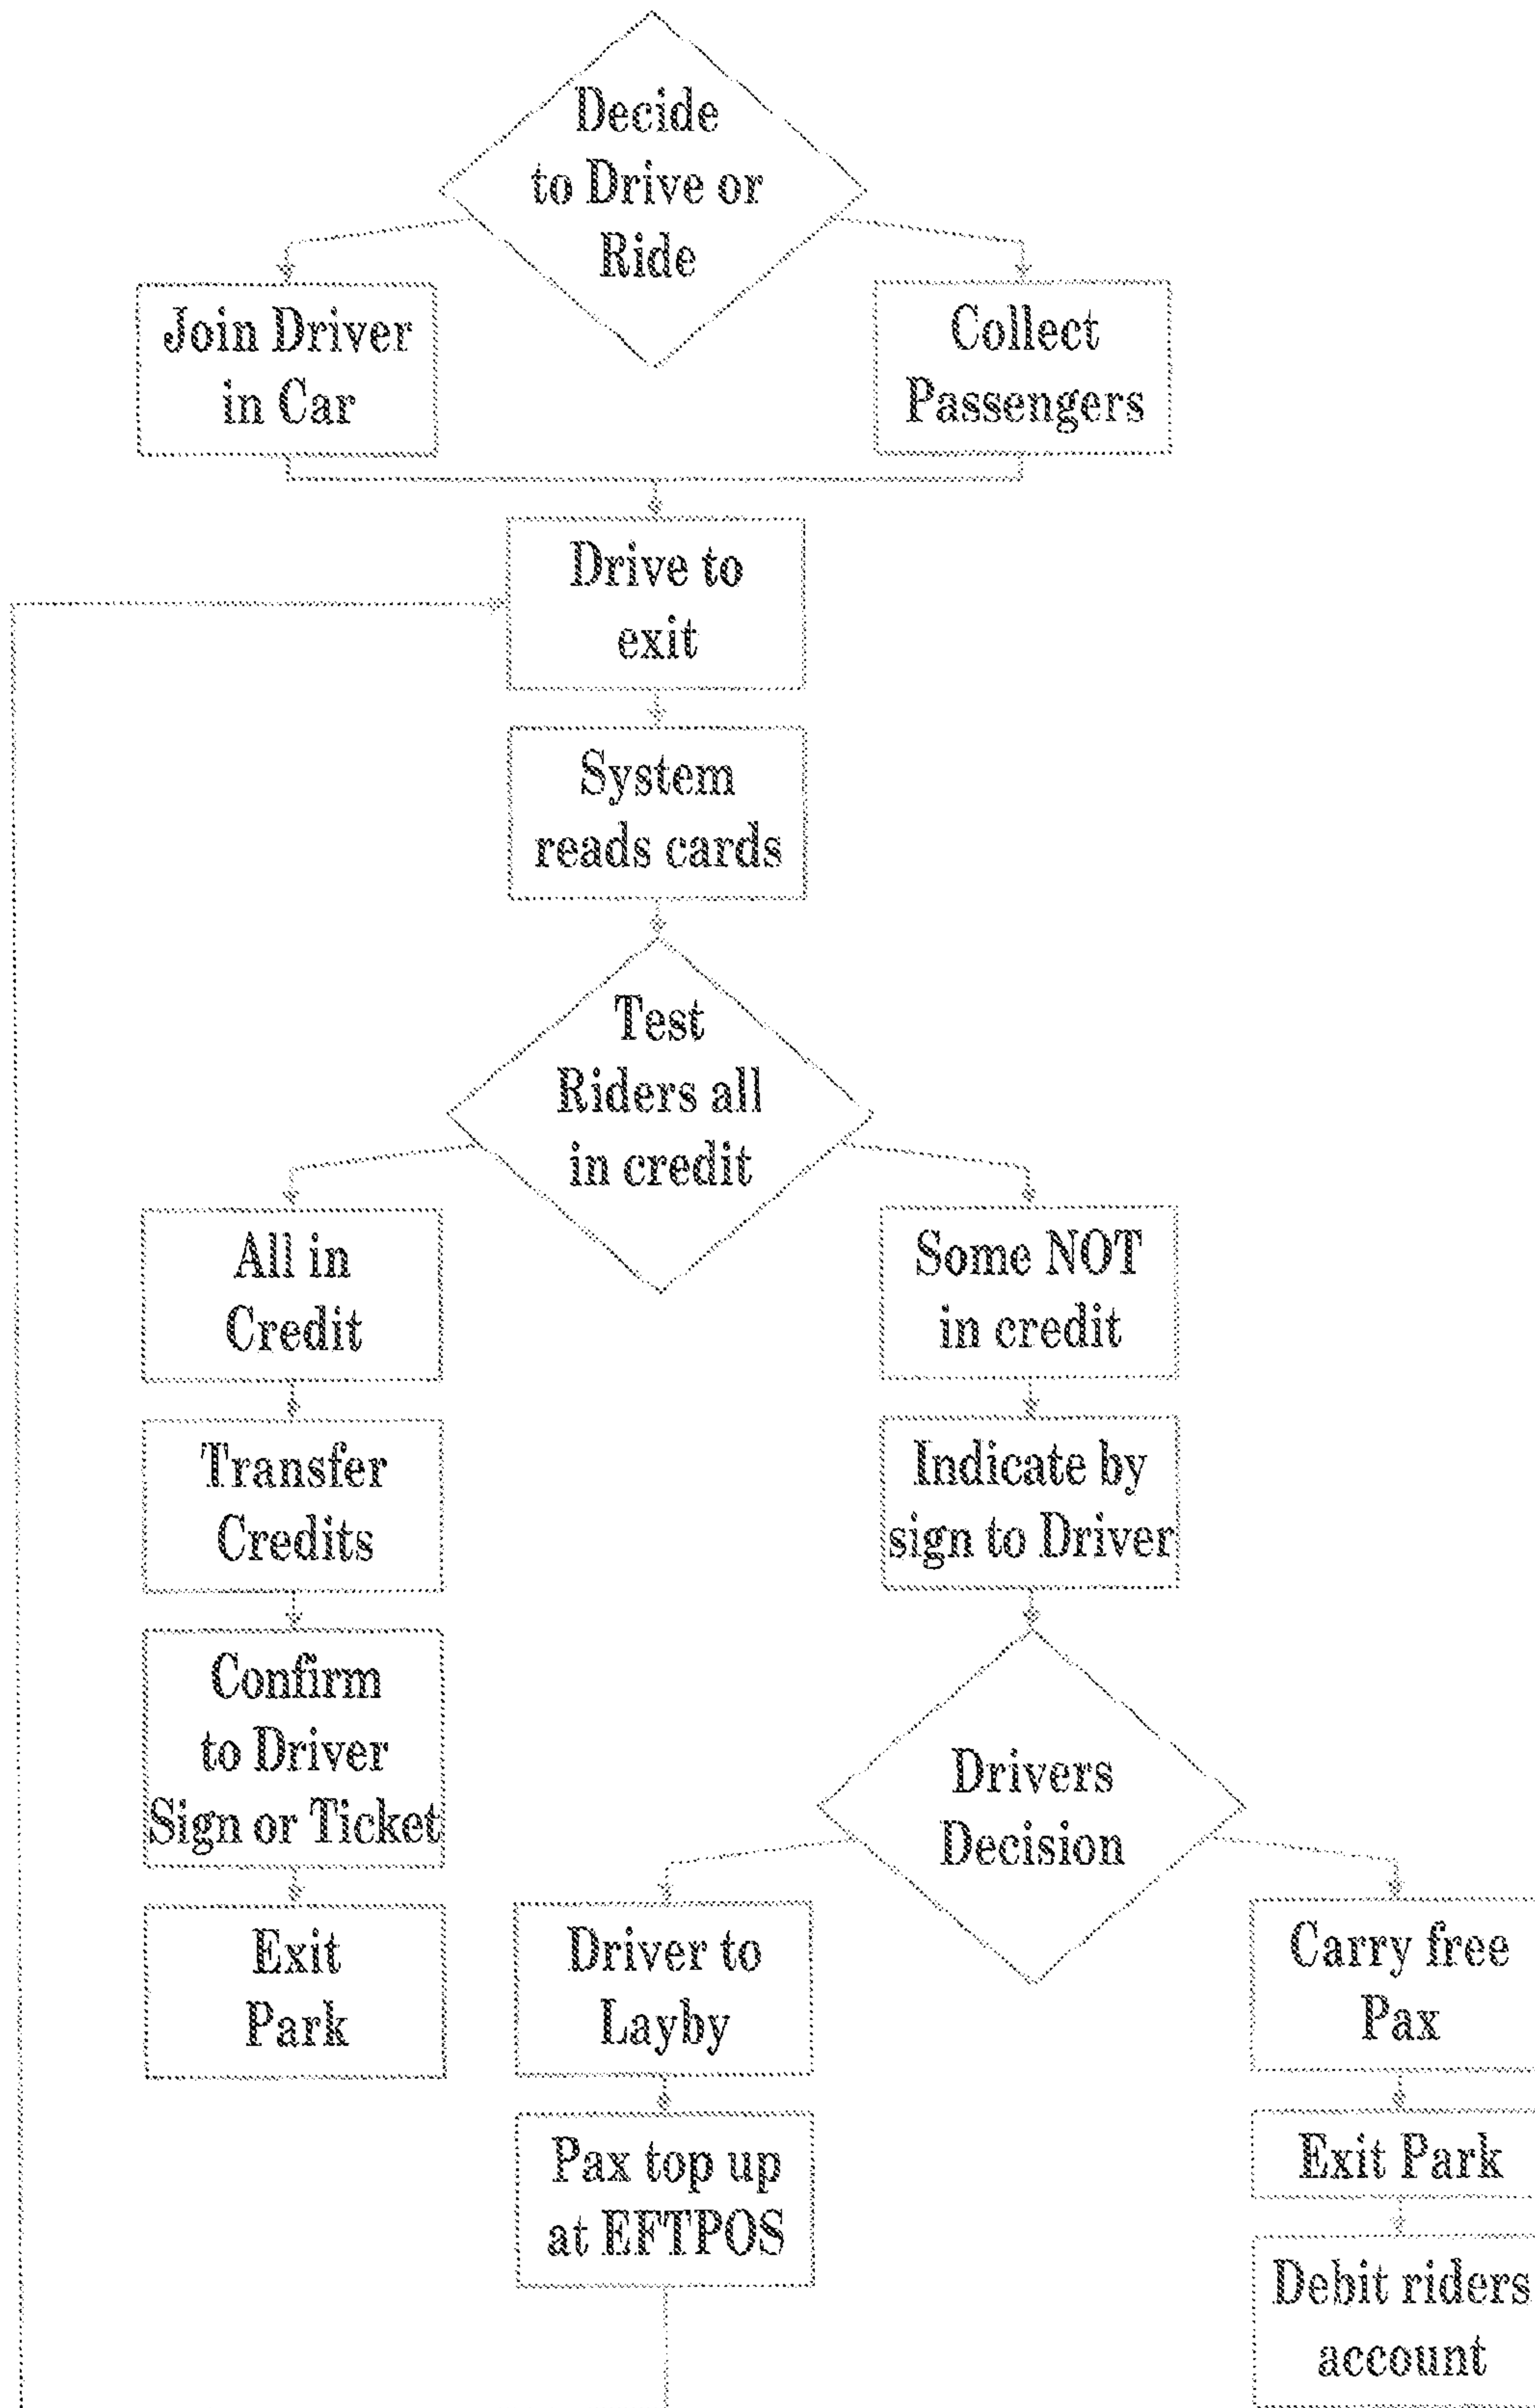 Decide
to Drive or
Ride
Join Driver
in Car
Collect
Passengers
Drive to
exit
System
reads cards
Test
Riders all
in credit
All in
Credit
Some NOT
in credit
Transfer
Credits
Indicate by
sign to Driver
Confirm
to Driver
Sign or Ticket
Drivers
Decision
Exit
Park
Driver to
Layby
Carry free
Pax
Pax top up
at EFTPOS
Exit Park
Debit riders
account